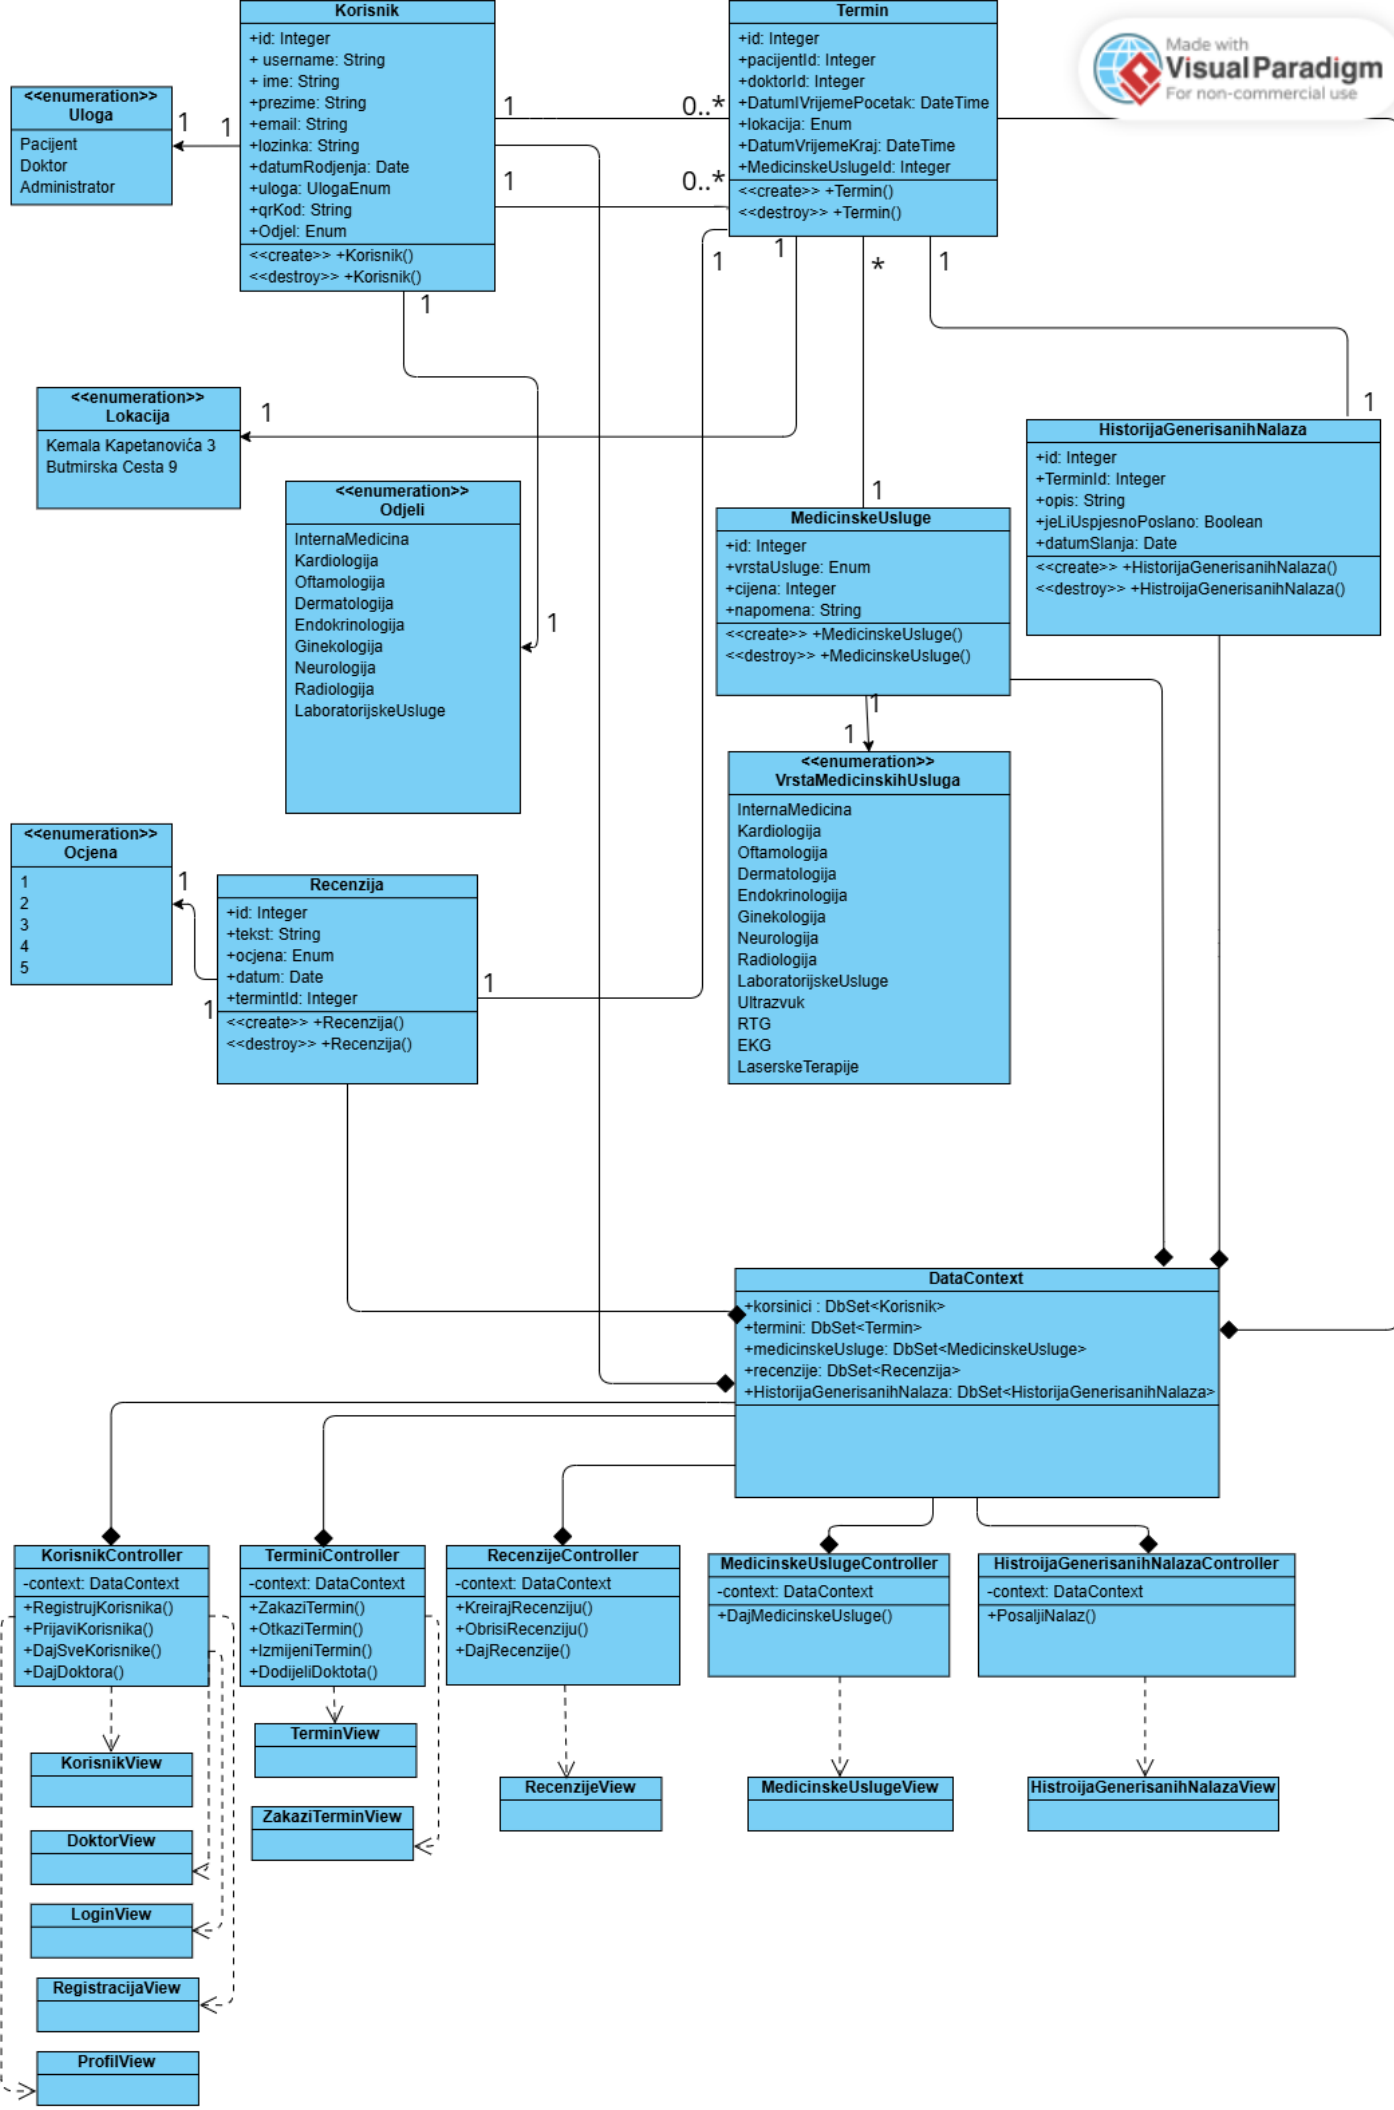 Korisnik
+id: Integer
+ username: String
+ ime: String
+prezime: String
+email: String
+lozinka: String
+datumRodjenja: Date
+uloga: UlogaEnum
+qrKod: String
+Odjel: Enum
<<create>> +Korisnik()
<<destroy>> +Korisnik()
Termin
+id: Integer
+pacijentId: Integer
+doktorId: Integer
+DatumIVrijemePocetak: DateTime
+lokacija: Enum
+DatumVrijemeKraj: DateTime
+MedicinskeUslugeId: Integer
<<create>> +Termin()
<<destroy>> +Termin()
Made with
Visual Paradigm
For non-commercial use
<<enumeration>>
Uloga
Pacijent
Doktor
Administrator
1
1
1
0..*
1
0..*
1
1
1
*
1
<<enumeration>>
Lokacija
Kemala Kapetanovića 3
Butmirska Cesta 9
1
<<enumeration>>
Odjeli
InternaMedicina
Kardiologija
Oftamologija
Dermatologija
Endokrinologija
Ginekologija
Neurologija
Radiologija
LaboratorijskeUsluge
1
1
MedicinskeUsluge
+id: Integer
+vrstaUsluge: Enum
+cijena: Integer
+napomena: String
<<create>> +MedicinskeUsluge()
<<destroy>> +MedicinskeUsluge()
1
HistorijaGenerisanihNalaza
+id: Integer
+TerminId: Integer
+opis: String
+jeLiUspjesnoPoslano: Boolean
+datumSlanja: Date
<<create>> +HistorijaGenerisanihNalaza()
<<destroy>> +HistroijaGenerisanihNalaza()
1
1
<<enumeration>>
VrstaMedicinskihUsluga
InternaMedicina
Kardiologija
Oftamologija
Dermatologija
Endokrinologija
Ginekologija
Neurologija
Radiologija
LaboratorijskeUsluge
Ultrazvuk
RTG
EKG
LaserskeTerapije
<<enumeration>>
Ocjena
1
2
3
4
5
1
1
Recenzija
+id: Integer
+tekst: String
+ocjena: Enum
+datum: Date
+termintId: Integer
<<create>> +Recenzija()
<<destroy>> +Recenzija()
1
DataContext
+korsinici : DbSet<Korisnik>
+termini: DbSet<Termin>
+medicinskeUsluge: DbSet<MedicinskeUsluge>
+recenzije: DbSet<Recenzija>
+HistorijaGenerisanihNalaza: DbSet<HistorijaGenerisanihNalaza>
KorisnikController
-context: DataContext
+RegistrujKorisnika()
+PrijaviKorisnika()
+DajSveKorisnike()
+DajDoktora()
TerminiController
-context: DataContext
+ZakaziTermin()
+OtkaziTermin()
+IzmijeniTermin()
+DodijeliDoktota()
RecenzijeController
-context: DataContext
+KreirajRecenziju()
+ObrisiRecenziju()
+DajRecenzije()
MedicinskeUslugeController
-context: DataContext
+DajMedicinskeUsluge()
HistroijaGenerisanihNalazaController
-context: DataContext
+PosaljiNalaz()
KorisnikView
DoktorView
LoginView
RegistracijaView
ProfilView
TerminView
ZakaziTerminView
RecenzijeView
MedicinskeUslugeView
HistroijaGenerisanihNalazaView